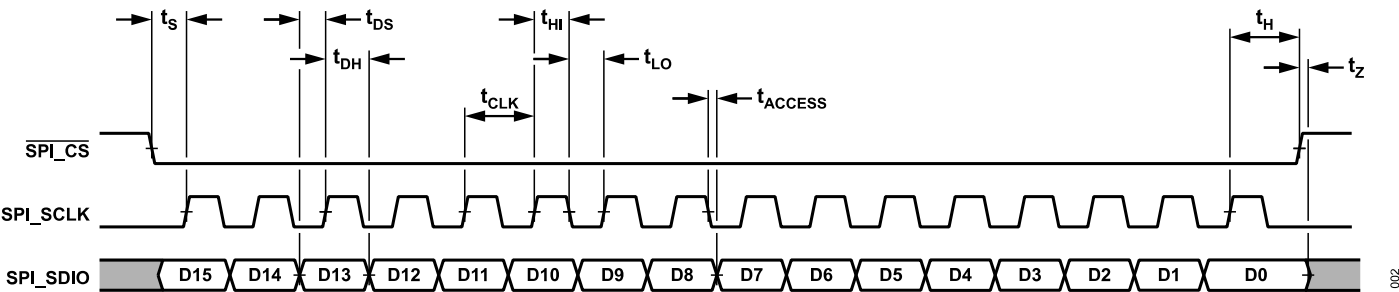 tS tDS tHI tH
tDH tLO tZ
tCLK tACCESS
SPI_CS
SPI_SCLK
SPI_SDIO D15 D14 D13 D12 D11 D10 D9 D8 D7 D6 D5 D4 D3 D2 D1 D0
002